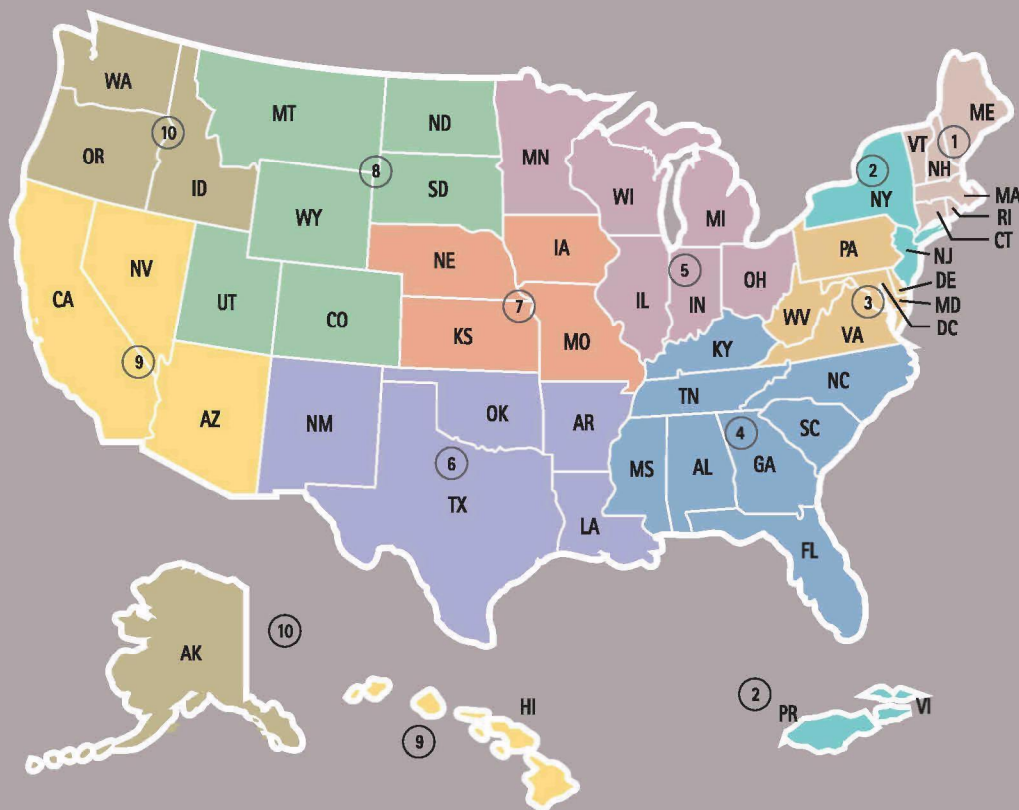 WA
ME
MT
ND
VT
1
10
MN
NH
OR
8
2
ID
SD
WI
NY
MA
WY
MI
RI
CT
PA
NJ
NV
NE
IA
5
OH
DE
CA
UT
7
IL
IN
WV
3
MD
CO
KS
MO
VA
DC
9
KY
NC
TN
AZ
NM
OK
AR
4
SC
6
MS
AL
GA
TX
LA
FL
10
AK
2
HI
PR
VI
9